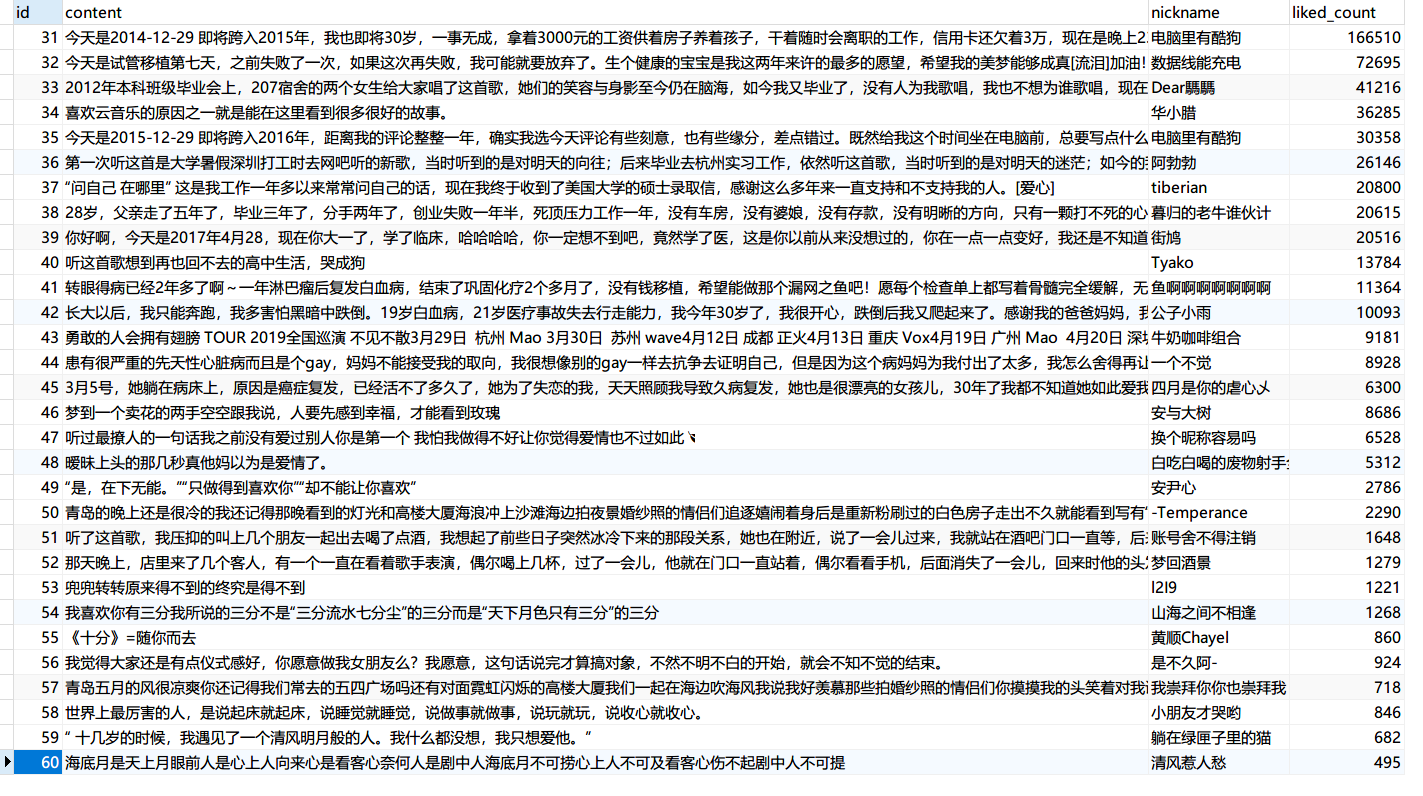 id content nickname liked_count
31 今天是2014-12-29 即将跨入2015年，我也即将30岁，一事无成，拿着3000元的工资供着房子养着孩子，干着随时会离职的工作，信用卡还欠着3万，现在是晚上2 电脑里有酷狗 166510
32 今天是试管移植第七天，之前失败了一次，如果这次再失败，我可能就要放弃了。生个健康的宝宝是我这两年来许的最多的愿望，希望我的美梦能够成真[流泪]加油! 数据线能充电 72695
33 2012年本科班级毕业会上，207宿舍的两个女生给大家唱了这首歌，她们的笑容与身影至今仍在脑海，如今我又毕业了，没有人为我歌唱，我也不想为谁歌唱，现在 Dear騳騳 41216
34 喜欢云音乐的原因之一就是能在这里看到很多很好的故事。 华小腊 36285
35 今天是2015-12-29 即将跨入2016年，距离我的评论整整一年，确实我选今天评论有些刻意，也有些缘分，差点错过。既然给我这个时间坐在电脑前，总要写点什么 电脑里有酷狗 30358
36 第一次听这首是大学暑假深圳打工时去网吧听的新歌，当时听到的是对明天的向往；后来毕业去杭州实习工作，依然听这首歌，当时听到的是对明天的迷茫；如今的 阿勃勃 26146
37 “问自己 在哪里” 这是我工作一年多以来常常问自己的话，现在我终于收到了美国大学的硕士录取信，感谢这么多年来一直支持和不支持我的人。[爱心] tiberian 20800
38 28岁，父亲走了五年了，毕业三年了，分手两年了，创业失败一年半，死顶压力工作一年，没有车房，没有婆娘，没有存款，没有明晰的方向，只有一颗打不死的心 暮归的老牛谁伙计 20615
39 你好啊，今天是2017年4月28，现在你大一了，学了临床，哈哈哈哈，你一定想不到吧，竟然学了医，这是你以前从来没想过的，你在一点一点变好，我还是不知道 街鸠 20516
40 听这首歌想到再也回不去的高中生活，哭成狗 Tyako 13784
41 转眼得病已经2年多了啊～一年淋巴瘤后复发白血病，结束了巩固化疗2个多月了，没有钱移植，希望能做那个漏网之鱼吧！愿每个检查单上都写着骨髓完全缓解，无 鱼啊啊啊啊啊啊啊 11364
42 长大以后，我只能奔跑，我多害怕黑暗中跌倒。19岁白血病，21岁医疗事故失去行走能力，我今年30岁了，我很开心，跌倒后我又爬起来了。感谢我的爸爸妈妈， 公子小雨 10093
43 勇敢的人会拥有翅膀 TOUR 2019全国巡演 不见不散3月29日 杭州 Mao 3月30日 苏州 wave4月12日 成都 正火4月13日 重庆 Vox4月19日 广州 Mao 4月20日 深 牛奶咖啡组合 9181
44 患有很严重的先天性心脏病而且是个gay，妈妈不能接受我的取向，我很想像别的gay一样去抗争去证明自己，但是为这个病妈妈为我付出了太多，我怎么舍得再让 一个不觉 8928
45 3月5号，她躺在病床上，原因是癌症复发，已经活不了多久了，她为了失恋的我，天天照顾我导致久病复发，她也是很漂亮的女孩儿，30年了我都不知道她如此爱我 四月是你的虐心乄 6300
46 梦到一个卖花的两手空空跟我说，人要先感到幸福，才能看到玫瑰 安与大树 8686
47 听过最撩人的一句话我之前没有爱过别人你是第一个 我怕我做得不好让你觉得爱情也不过如此 换个昵称容易吗 6528
48 暧昧上头的那几秒真他妈以为是爱情了。 白吃白喝的废物射手 5312
49 “是，在下无能。”“只做得到喜欢你”“却不能让你喜欢” 安尹心 2786
50 青岛的晚上还是很冷的我还记得那晚看到的灯光和高楼大厦海浪冲上沙滩海边拍夜景婚纱照的情侣们追逐嬉闹着身后是重新粉刷过的白色房子走出不久就能看到写有“ -Temperance 2290
51 听了这首歌，我压抑的叫上几个朋友一起出去喝了点酒，我想起了前些日子突然冰冷下来的那段关系，她也在附近，说了一会儿过来，我就站在酒吧门口一直等，后 账号舍不得注销 1648
52 那天晚上，店里来了几个客人，有一个一直在看着歌手表演，偶尔喝上几杯，过了一会儿，他就在门口一直站着，偶尔看看手机，后面消失了一会儿，回来时他的头 梦回酒景 1279
53 兜兜转转原来得不到的终究是得不到 l2l9 1221
54 我喜欢你有三分我所说的三分不是“三分流水七分尘”的三分而是“天下月色只有三分”的三分 山海之间不相逢 1268
55 《十分》=随你而去 黄顺Chayel 860
56 我觉得大家还是有点仪式感好，你愿意做我女朋友么？我愿意，这句话说完才算搞对象，不然不明不白的开始，就会不知不觉的结束。 是不久阿- 924
57 青岛五月的风很凉爽你还记得我们常去的五四广场吗还有对面霓虹闪烁的高楼大厦我们一起在海边吹海风我说我好羡慕那些拍婚纱照的情侣们你摸摸我的头笑着对我 我崇拜你你也崇拜我 718
58 世界上最厉害的人，是说起床就起床，说睡觉就睡觉，说做事就做事，说玩就玩，说收心就收心。 小朋友才哭哟 846
59 “ 十几岁的时候，我遇见了一个清风明月般的人。我什么都没想，我只想爱他。” 躺在绿匣子里的猫 682
60 海底月是天上月眼前人是心上人向来心是看客心奈何人是剧中人海底月不可捞心上人不可及看客心伤不起剧中人不可提 清风惹人愁 495